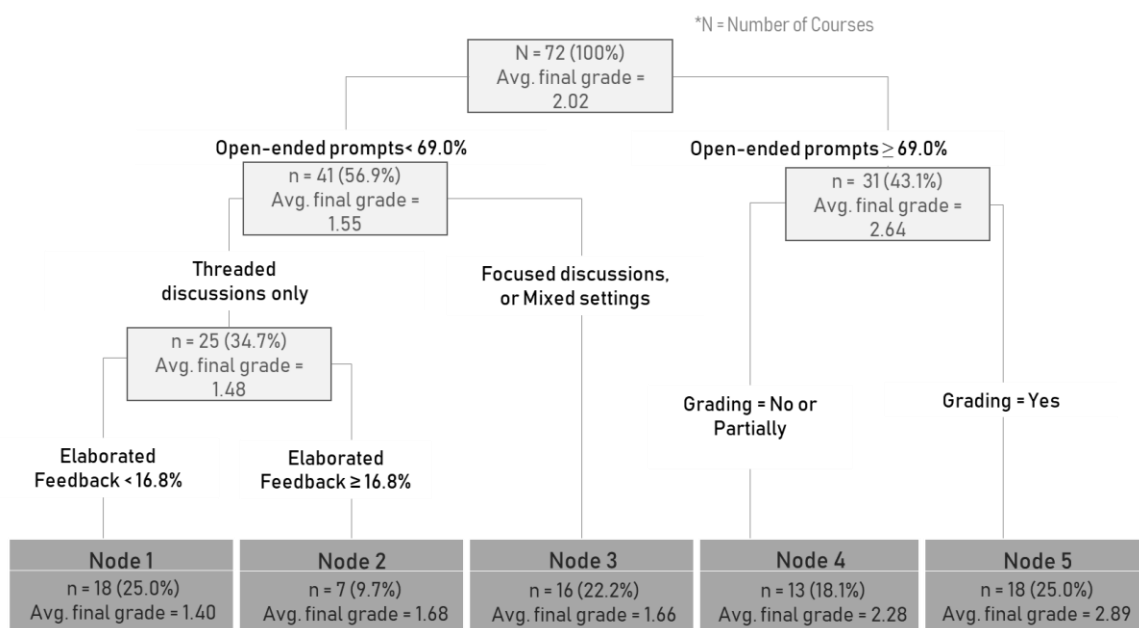 *N = Number of Courses
N = 72 (100%)
Avg. final grade =
2.02
Open-ended prompts < 69.0%
Open-ended prompts ≥ 69.0%
n = 41 (56.9%)
Avg. final grade =
1.55
n = 31 (43.1%)
Avg. final grade =
2.64
Threaded
discussions only
Focused discussions,
or Mixed settings
n = 25 (34.7%)
Avg. final grade =
1.48
Grading = No or
Partially
Grading = Yes
Elaborated
Feedback < 16.8%
Elaborated
Feedback ≥ 16.8%
Node 1
n = 18 (25.0%)
Avg. final grade = 1.40
Node 2
n = 7 (9.7%)
Avg. final grade = 1.68
Node 3
n = 16 (22.2%)
Avg. final grade = 1.66
Node 4
n = 13 (18.1%)
Avg. final grade = 2.28
Node 5
n = 18 (25.0%)
Avg. final grade = 2.89